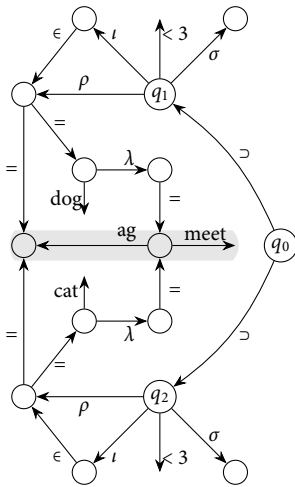 ∈ ι < 3 σ
ρ q₁
= λ
⊃
= dog =
ag meet
q₀
cat =
= λ
= ⊃
ρ q₂
∈ ι < 3 σ